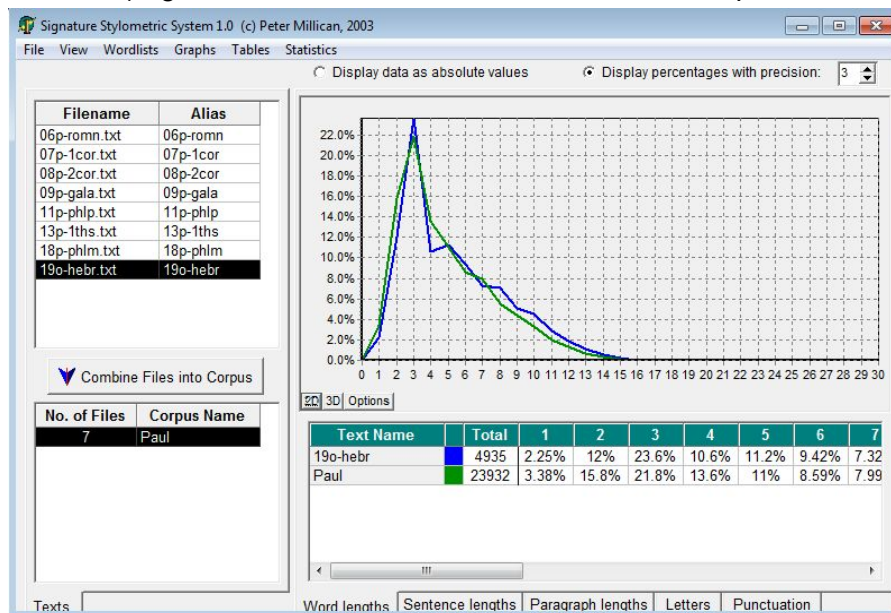 Signature Stylometric System 1.0 (c) Peter Millican, 2003
File View Wordlists Graphs Tables Statistics
Display data as absolute values Display percentages with precision: 3
Filename Alias
06p-romn.txt 06p-romn
07p-1cor.txt 07p-1cor
08p-2cor.txt 08p-2cor
09p-gala.txt 09p-gala
11p-phlp.txt 11p-phlp
13p-1ths.txt 13p-1ths
18p-phlm.txt 18p-phlm
19o-hebr.txt 19o-hebr
Combine Files into Corpus
No. of Files Corpus Name
7 Paul
Texts
22.0%
20.0%
18.0%
16.0%
14.0%
12.0%
10.0%
8.0%
6.0%
4.0%
2.0%
0.0%
0 1 2 3 4 5 6 7 8 9 10 11 12 13 14 15 16 17 18 19 20 21 22 23 24 25 26 27 28 29 30
2D 3D Options
Text Name Total 1 2 3 4 5 6 7
19o-hebr 4935 2.25% 12% 23.6% 10.6% 11.2% 9.42% 7.32
Paul 23932 3.38% 15.8% 21.8% 13.6% 11% 8.59% 7.99
Word lengths Sentence lengths Paragraph lengths Letters Punctuation